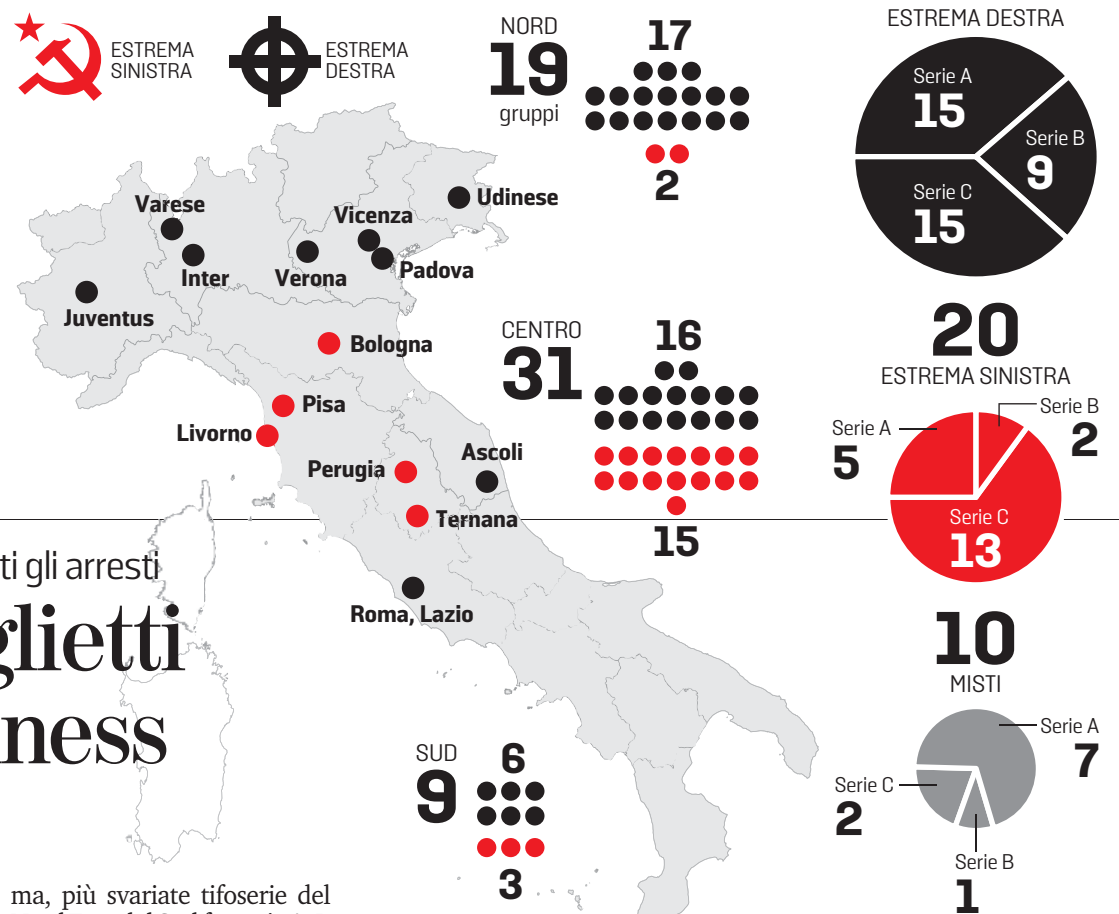 ESTREMA
SINISTRA
ESTREMA
DESTRA
NORD
19
gruppi
17
2
ESTREMA DESTRA
Serie A
15
Serie B
9
Serie C
15
Varese
Inter
Juventus
Verona
Vicenza
Padova
Udinese
Bologna
Pisa
Livorno
Perugia
Ascoli
Ternana
Roma, Lazio
CENTRO
31
16
15
20
ESTREMA SINISTRA
Serie A
5
Serie B
2
Serie C
13
10
MISTI
Serie A
7
Serie C
2
Serie B
1
SUD
9
6
3
ti gli arresti
glietti
ness
ma, più svariate tifoserie del